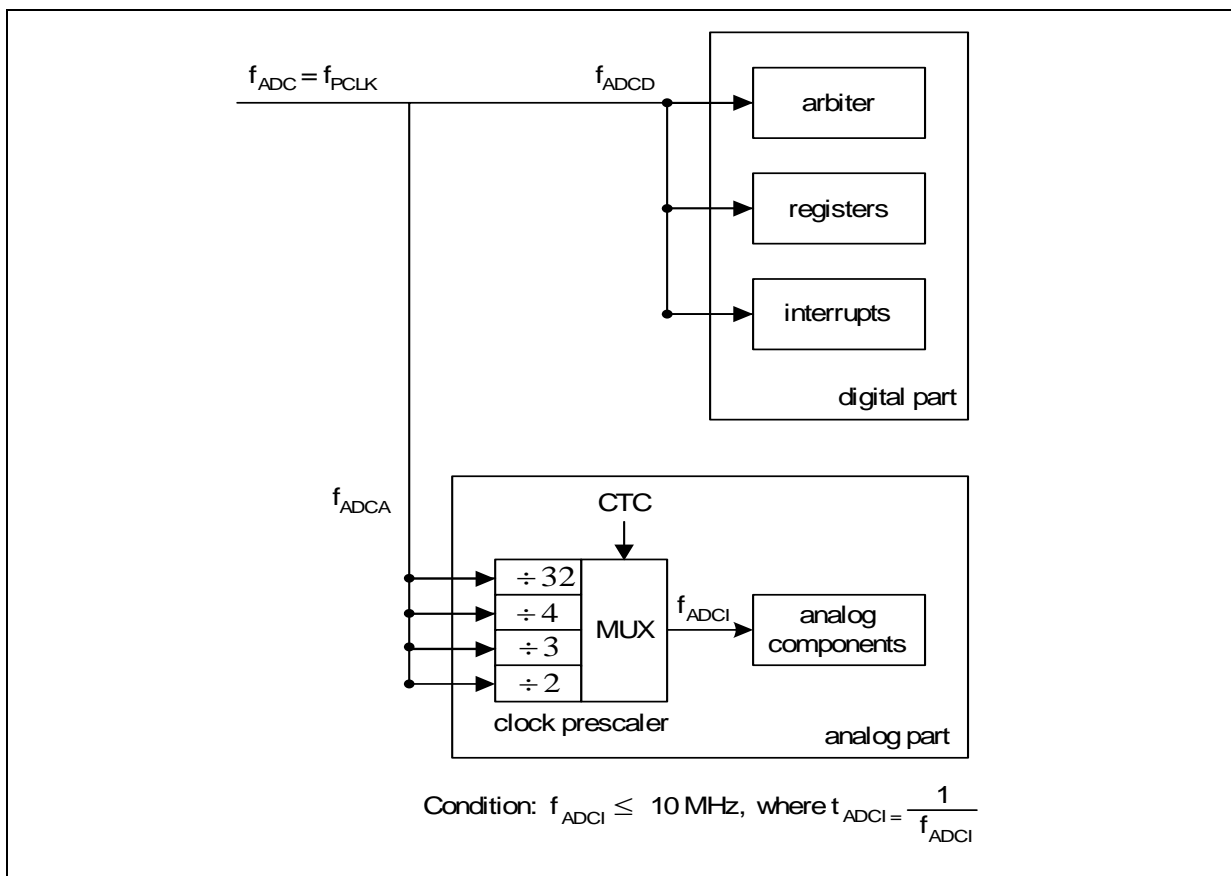 f_ADC = f_PCLK
f_ADCD
arbiter
registers
interrupts
digital part
f_ADCA
CTC
÷ 32
÷ 4
÷ 3
÷ 2
MUX
f_ADCI
analog
components
clock prescaler
analog part
Condition: f_ADCI ≤ 10 MHz, where t_ADCI = 1 / f_ADCI